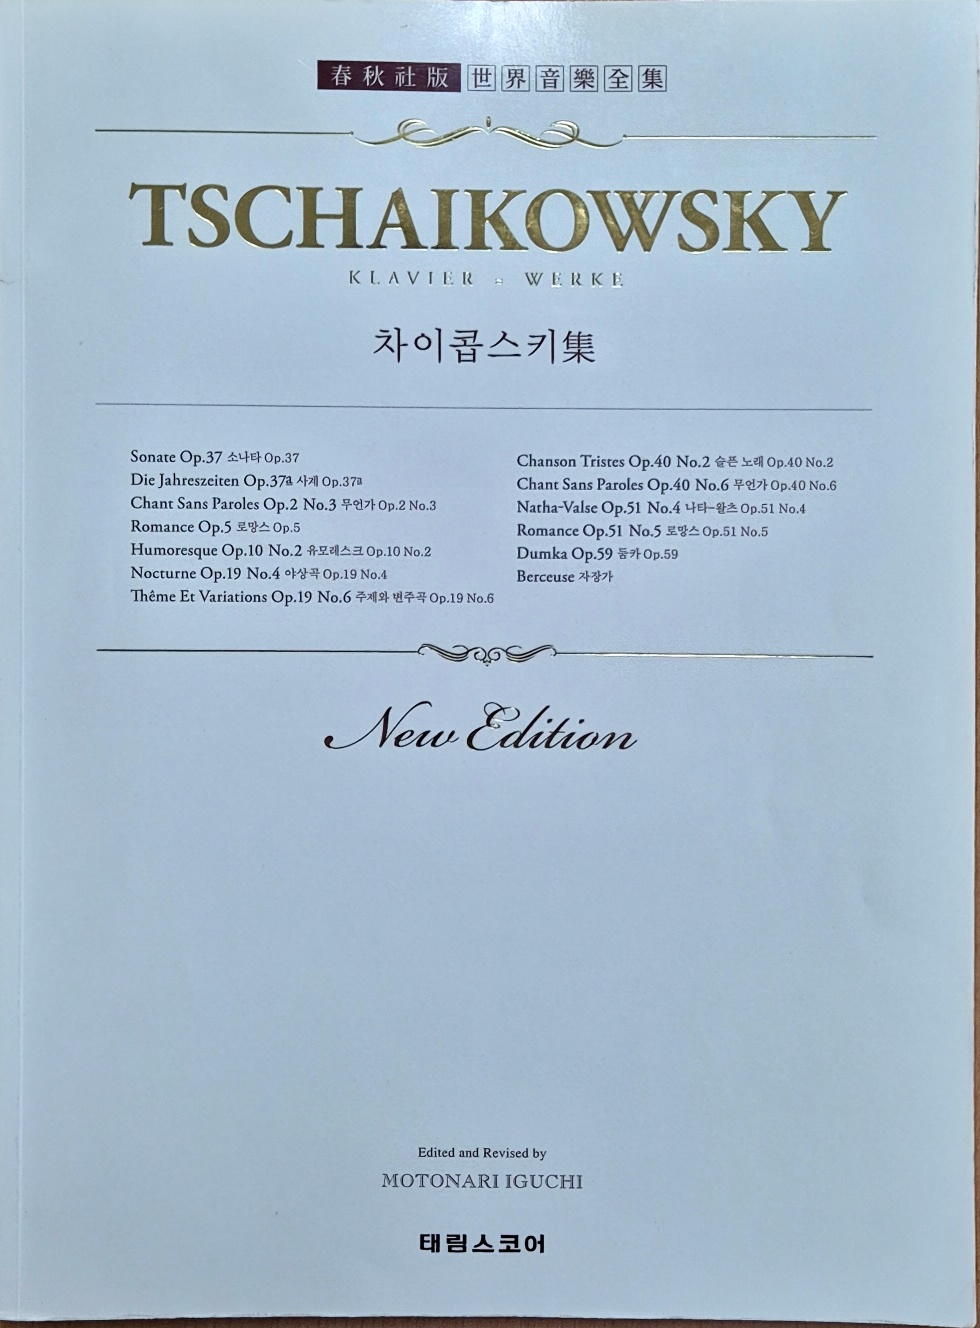 春秋社版 世界音樂全集
TSCHAIKOWSKY
KLAVIER - WERKE
차이콥스키集
Sonate Op.37 소나타 Op.37
Die Jahreszeiten Op.37a 사계 Op.37a
Chant Sans Paroles Op.2 No.3 무언가 Op.2 No.3
Romance Op.5 로망스 Op.5
Humoresque Op.10 No.2 유모레스크 Op.10 No.2
Nocturne Op.19 No.4 야상곡 Op.19 No.4
Thême Et Variations Op.19 No.6 주제와 변주곡 Op.19 No.6
Chanson Tristes Op.40 No.2 슬픈 노래 Op.40 No.2
Chant Sans Paroles Op.40 No.6 무언가 Op.40 No.6
Natha-Valse Op.51 No.4 나타-왈츠 Op.51 No.4
Romance Op.51 No.5 로망스 Op.51 No.5
Dumka Op.59 둠카 Op.59
Berceuse 자장가
New Edition
Edited and Revised by
MOTONARI IGUCHI
태림스코어